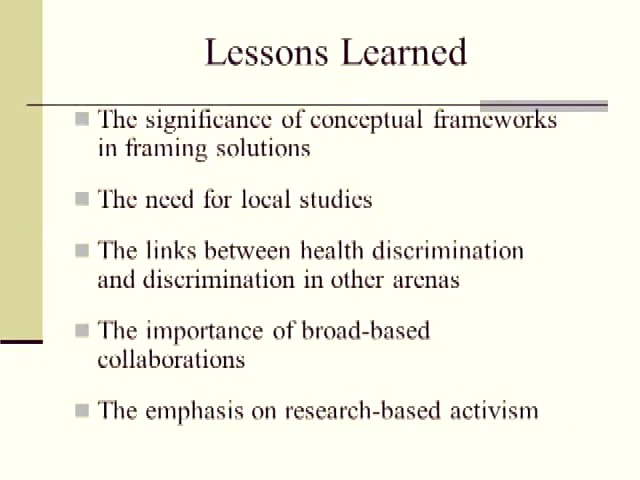 Lessons Learned
The significance of conceptual frameworks
in framing solutions
The need for local studies
The links between health discrimination
and discrimination in other arenas
The importance of broad-based
collaborations
The emphasis on research-based activism